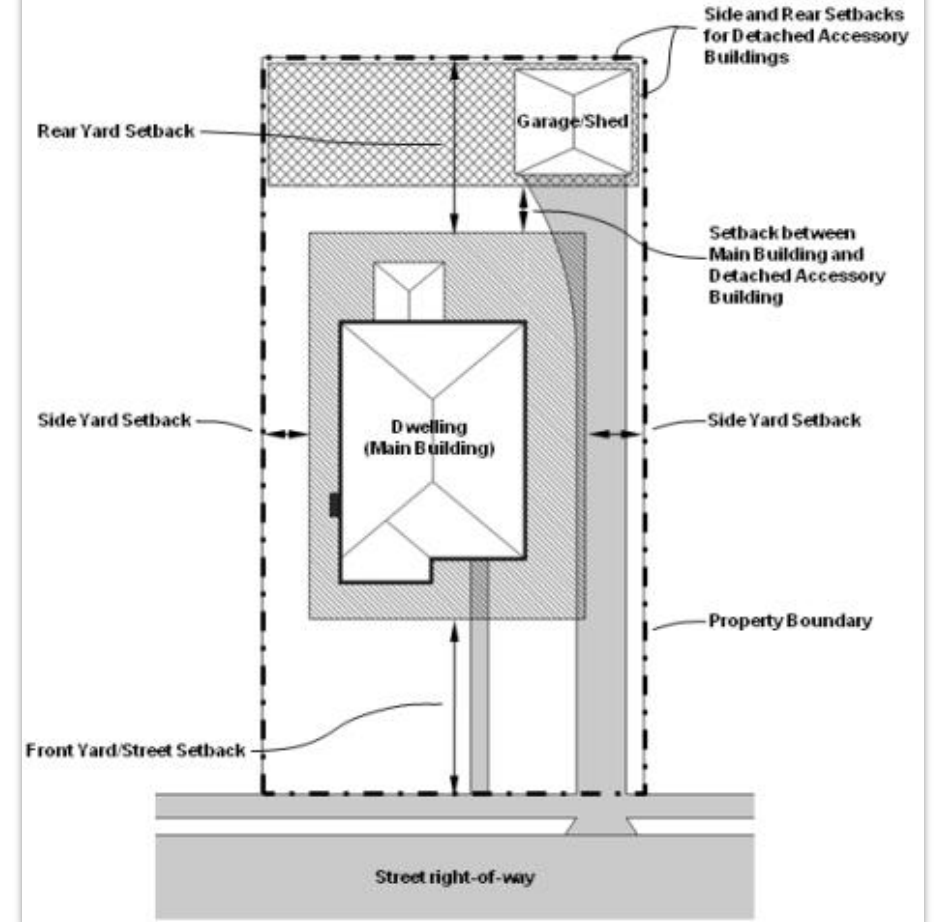 Side and Rear Setbacks
for Detached Accessory
Buildings
Garage/Shed
Rear Yard Setback
Setback between
Main Building and
Detached Accessory
Building
Side Yard Setback
Dwelling
(Main Building)
Side Yard Setback
Property Boundary
Front Yard/Street Setback
Street right-of-way